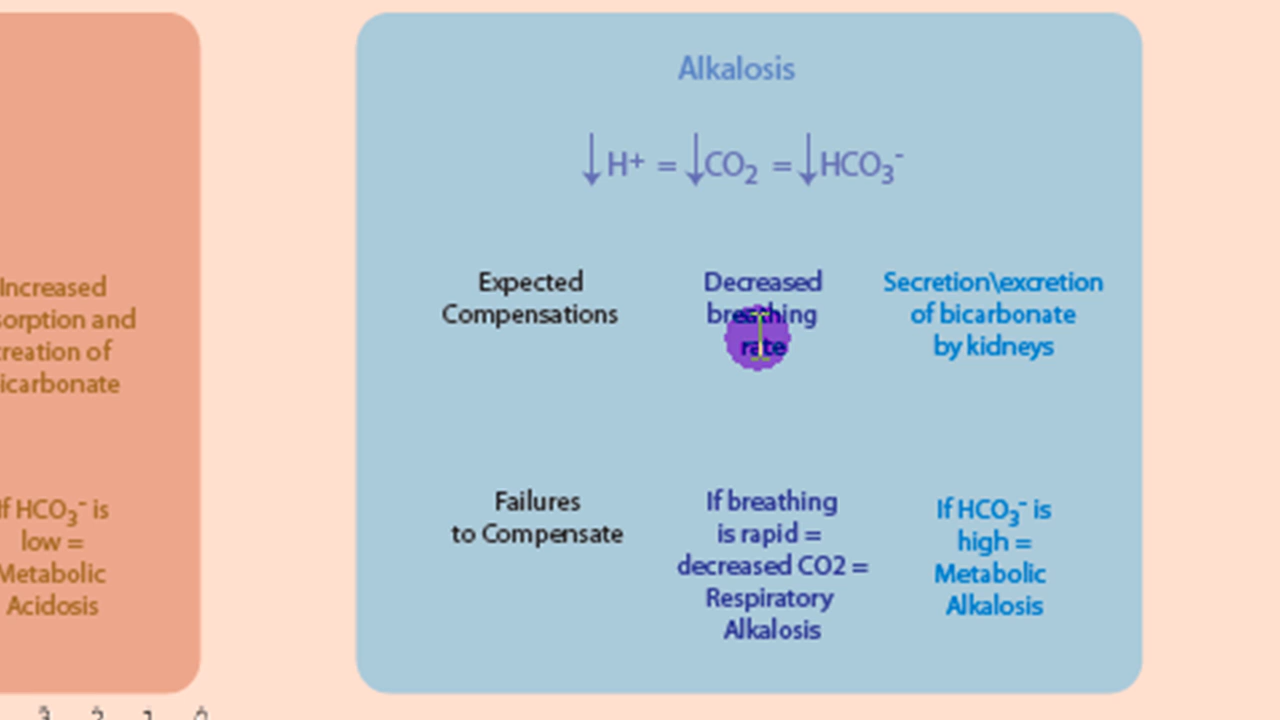 Increased
sorption and
creation of
icarbonate
If HCO₃⁻ is
low =
Metabolic
Acidosis
Alkalosis
↓H⁺ = ↓CO₂ = ↓HCO₃⁻
Expected
Compensations
Decreased
breathing
rate
Secretion\excretion
of bicarbonate
by kidneys
Failures
to Compensate
If breathing
is rapid =
decreased CO2 =
Respiratory
Alkalosis
If HCO₃⁻ is
high =
Metabolic
Alkalosis